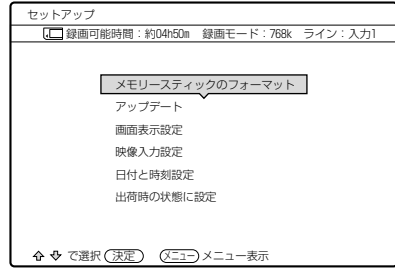 セットアップ
録画可能時間：約04h50m 録画モード：768k ライン：入力1
メモリースティックのフォーマット
アップデート
画面表示設定
映像入力設定
日付と時刻設定
出荷時の状態に設定
で選択 決定 メニュー メニュー表示